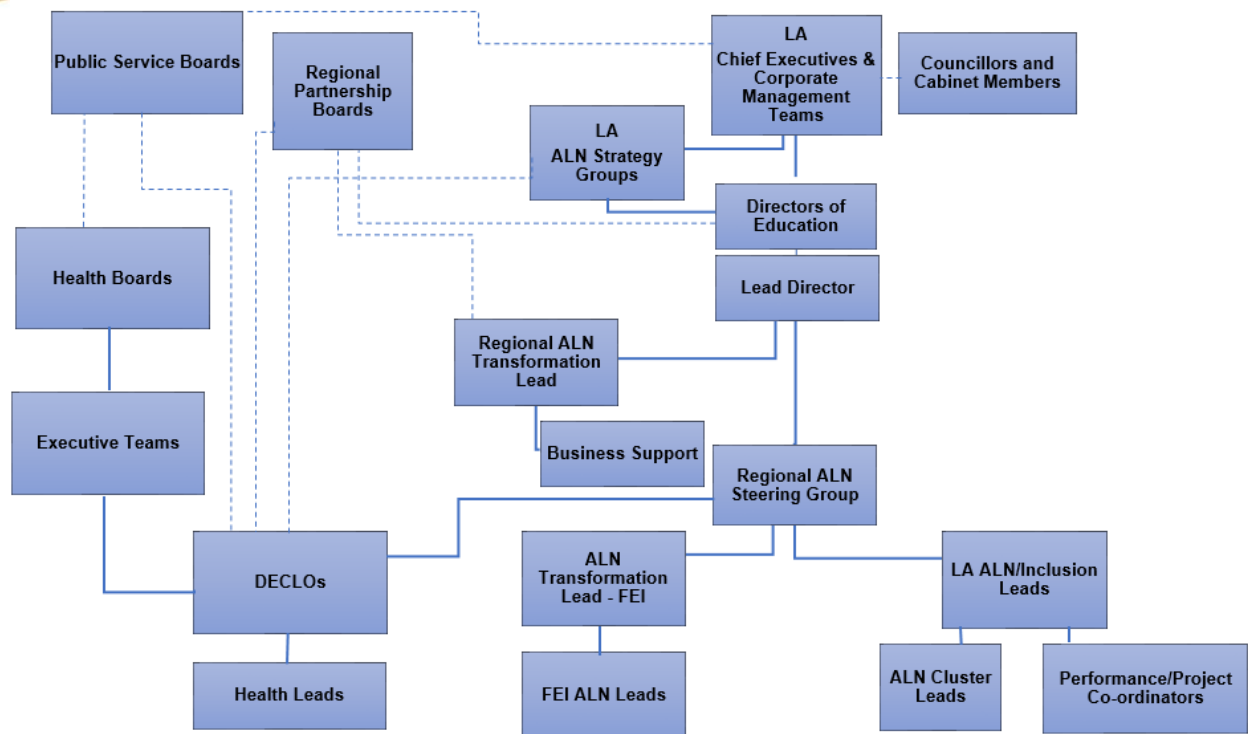 Public Service Boards
Regional
Partnership
Boards
LA
Chief Executives &
Corporate
Management
Teams
Councillors and
Cabinet Members
LA
ALN Strategy
Groups
Directors of
Education
Health Boards
Lead Director
Regional ALN
Transformation
Lead
Executive Teams
Business Support
Regional ALN
Steering Group
DECLOs
ALN
Transformation
Lead - FEI
LA ALN/Inclusion
Leads
Health Leads
FEI ALN Leads
ALN Cluster
Leads
Performance/Project
Co-ordinators